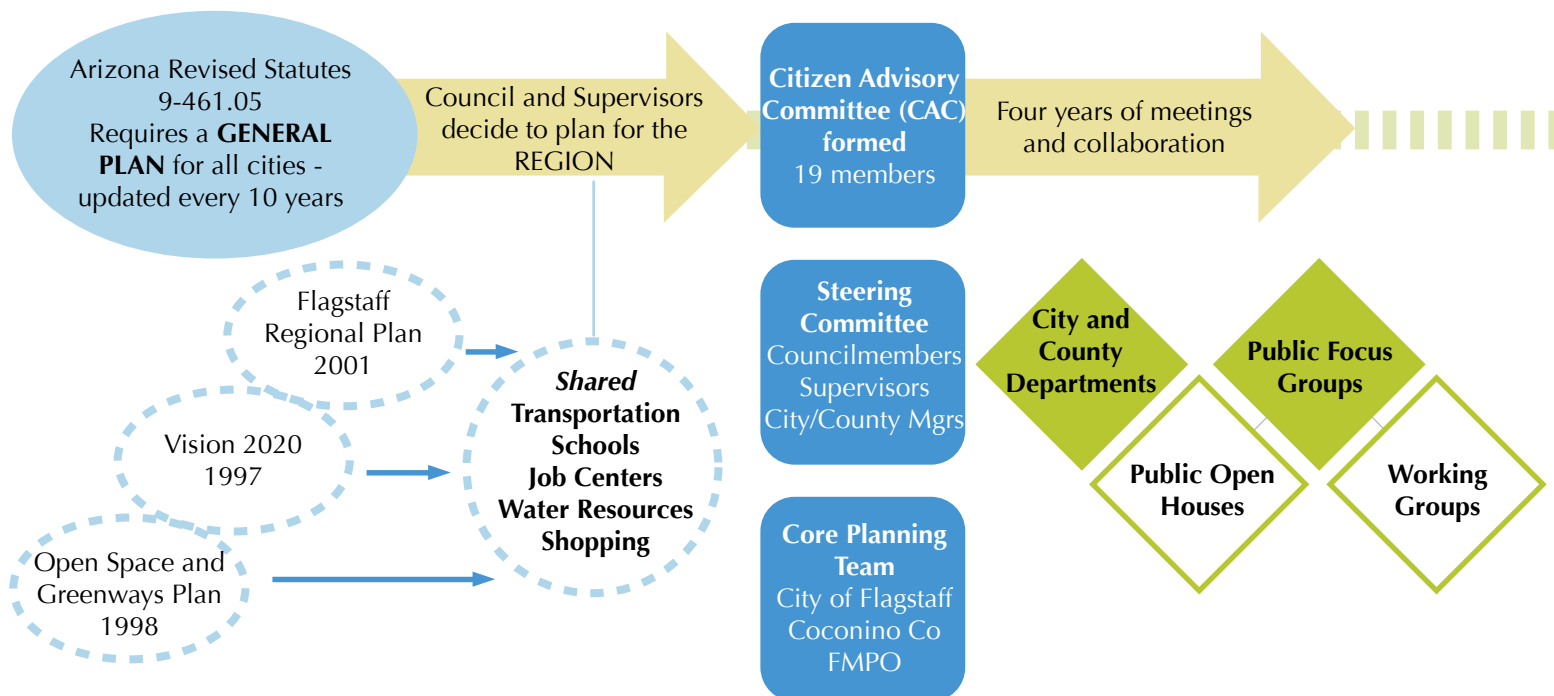 Arizona Revised Statutes
9-461.05
Requires a GENERAL
PLAN for all cities -
updated every 10 years
Council and Supervisors
decide to plan for the
REGION
Citizen Advisory
Committee (CAC)
formed
19 members
Four years of meetings
and collaboration
Flagstaff
Regional Plan
2001
Vision 2020
1997
Open Space and
Greenways Plan
1998
Shared
Transportation
Schools
Job Centers
Water Resources
Shopping
Steering
Committee
Councilmembers
Supervisors
City/County Mgrs
Core Planning
Team
City of Flagstaff
Coconino Co
FMPO
City and
County
Departments
Public Open
Houses
Public Focus
Groups
Working
Groups